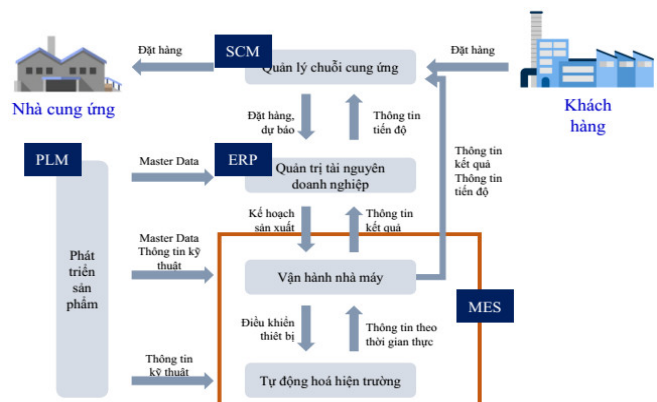 Đặt hàng
SCM
Quản lý chuỗi cung ứng
Đặt hàng
Nhà cung ứng
Khách
hàng
Đặt hàng,
dự báo
Thông tin
tiến độ
Thông tin
kết quả
Thông tin
tiến độ
PLM
Master Data
ERP
Quản trị tài nguyên
doanh nghiệp
Kế hoạch
sản xuất
Thông tin
kết quả
Phát
triển sản
phẩm
Master Data
Thông tin kỹ
thuật
Vận hành nhà máy
MES
Điều khiển
thiêt bị
Thông tin theo
thời gian thực
Thông tin
kỹ thuật
Tự động hoá hiện trường